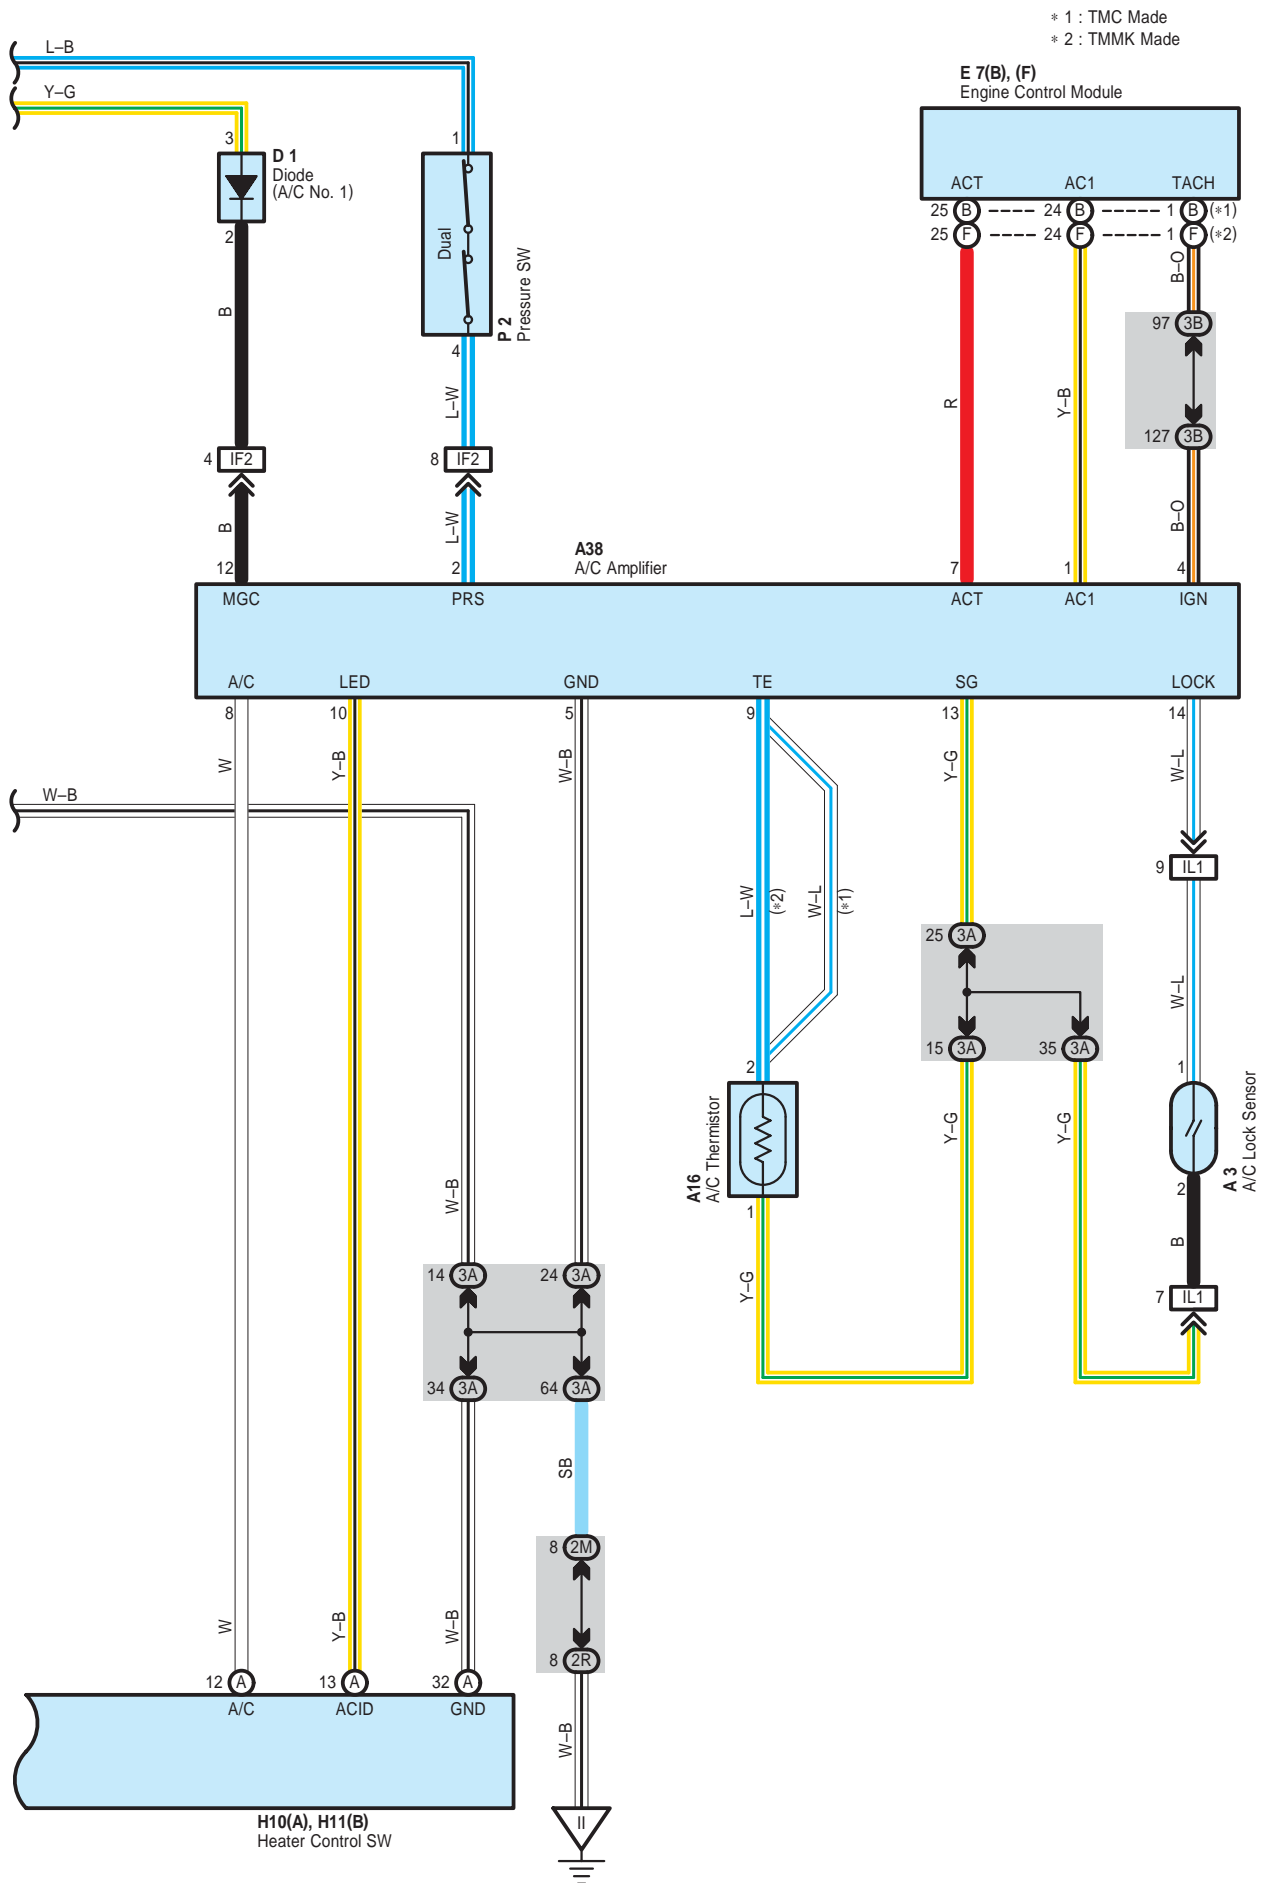 * 1 : TMC Made
* 2 : TMMK Made
L–B
Y–G
E 7(B), (F)
Engine Control Module
ACT AC1 TACH
25 B 24 B 1 B (*1)
25 F 24 F 1 F (*2)
3
D 1
Diode
(A/C No. 1)
2
1
Dual
P 2
Pressure SW
4
B
L–W
R
Y–B
B–O
97 3B
127 3B
B–O
4 IF2
8 IF2
B
L–W
A38
A/C Amplifier
12 2 7 1 4
MGC PRS ACT AC1 IGN
A/C LED GND TE SG LOCK
8 10 5 9 13 14
W
Y–B
W–B
Y–G
W–L
W–B
9 IL1
L–W
(*2)
W–L
(*1)
25 3A
15 3A
35 3A
W–L
2
1
A16
A/C Thermistor
1
Y–G
Y–G
Y–G
A 3
A/C Lock Sensor
2
B
7 IL1
W–B
14 3A
24 3A
34 3A
64 3A
SB
8 2M
8 2R
W
Y–B
W–B
W–B
12 A
13 A
32 A
A/C ACID GND
H10(A), H11(B)
Heater Control SW
II